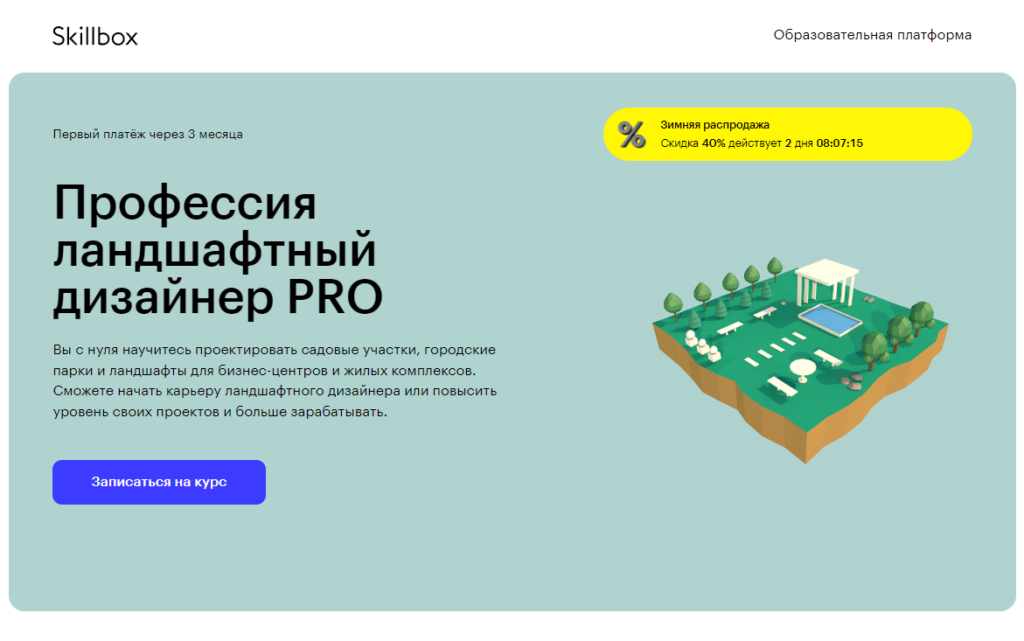 Skillbox
Образовательная платформа
Первый платёж через 3 месяца
%
Зимняя распродажа
Скидка 40% действует 2 дня 08:07:15
Профессия
ландшафтный
дизайнер PRO
Вы с нуля научитесь проектировать садовые участки, городские
парки и ландшафты для бизнес-центров и жилых комплексов.
Сможете начать карьеру ландшафтного дизайнера или повысить
уровень своих проектов и больше зарабатывать.
Записаться на курс